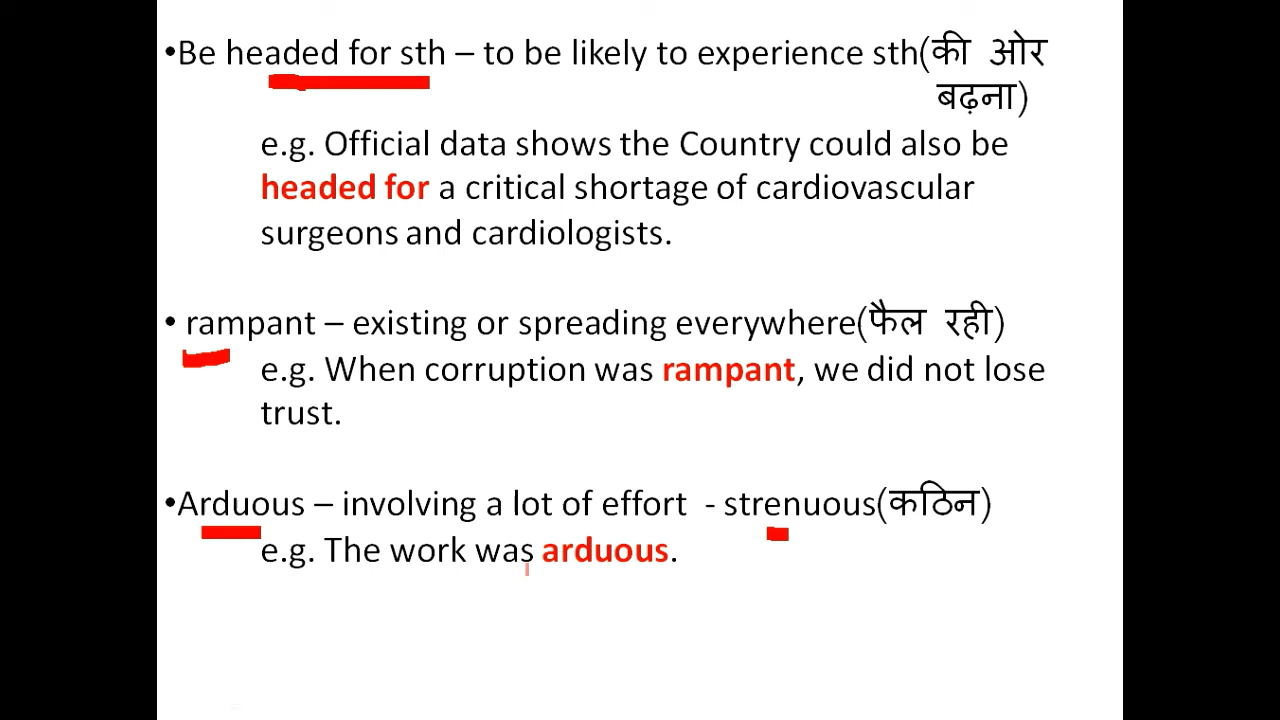 •Be headed for sth – to be likely to experience sth(की ओर
बढ़ना)
e.g. Official data shows the Country could also be
headed for a critical shortage of cardiovascular
surgeons and cardiologists.
• rampant – existing or spreading everywhere(फैल रही)
e.g. When corruption was rampant, we did not lose
trust.
•Arduous – involving a lot of effort - strenuous(कठिन)
e.g. The work was arduous.